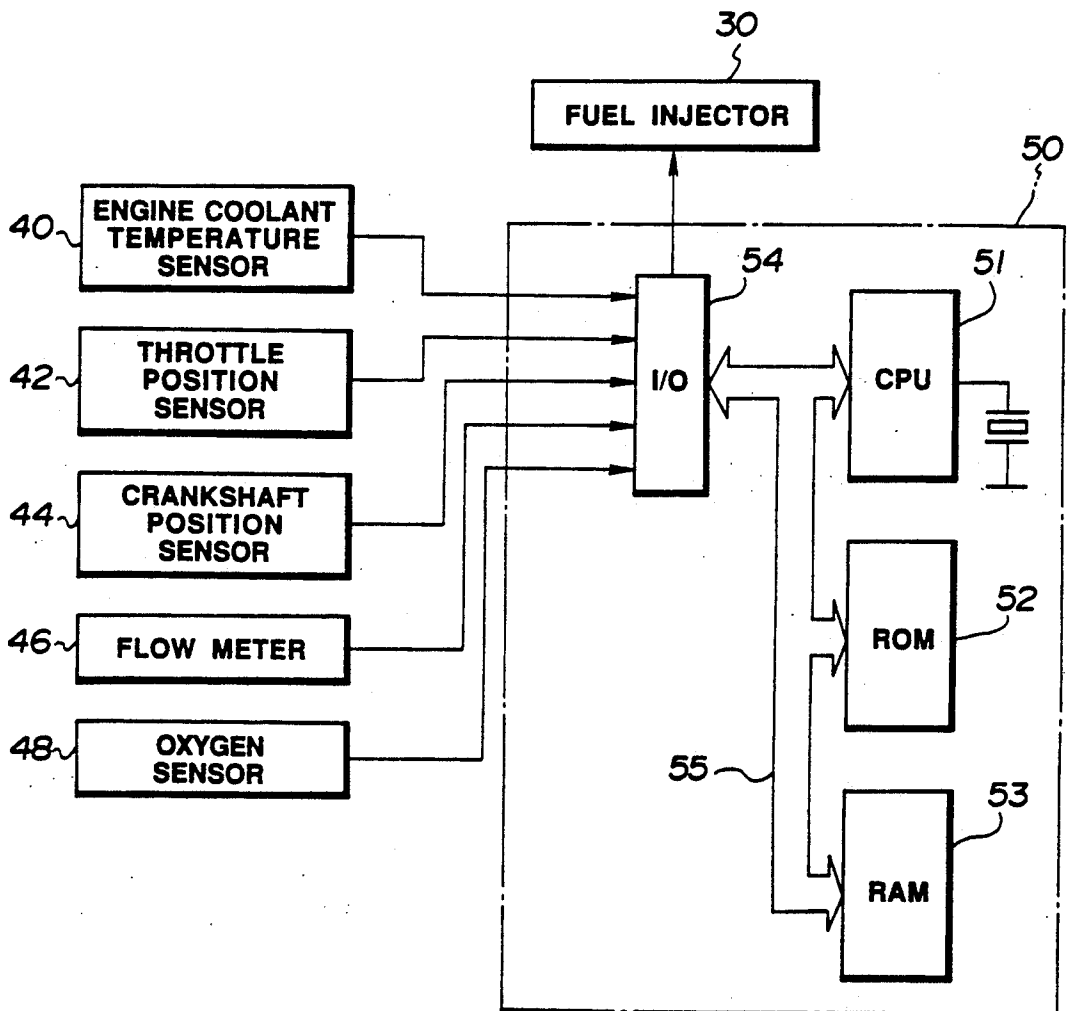 30
FUEL INJECTOR
50
40
ENGINE COOLANT
TEMPERATURE
SENSOR
54
51
42
THROTTLE
POSITION
SENSOR
I/O
CPU
44
CRANKSHAFT
POSITION
SENSOR
52
ROM
46
FLOW METER
48
OXYGEN
SENSOR
55
53
RAM